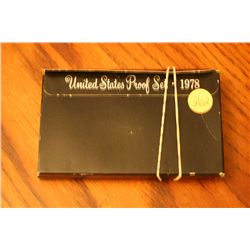 United States Proof Set • 1978